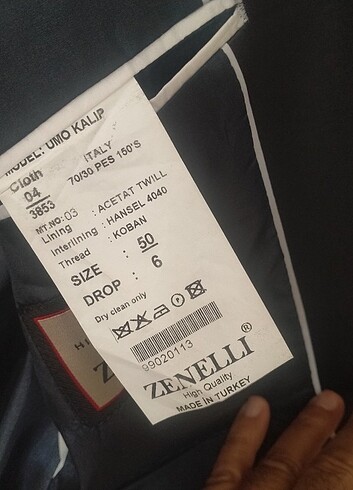 MODEL: UMO KALIP
Cloth
04
3853
ITALY
70/30 PES 150'S
MT.NO:03
Lining : ACETAT TWILL
Interlining : HANSEL 4040
Thread : KOBAN
SIZE : 50
DROP : 6
Dry clean only
P
99020113
ZENELLI ®
High Quality
MADE IN TURKEY
H
Z